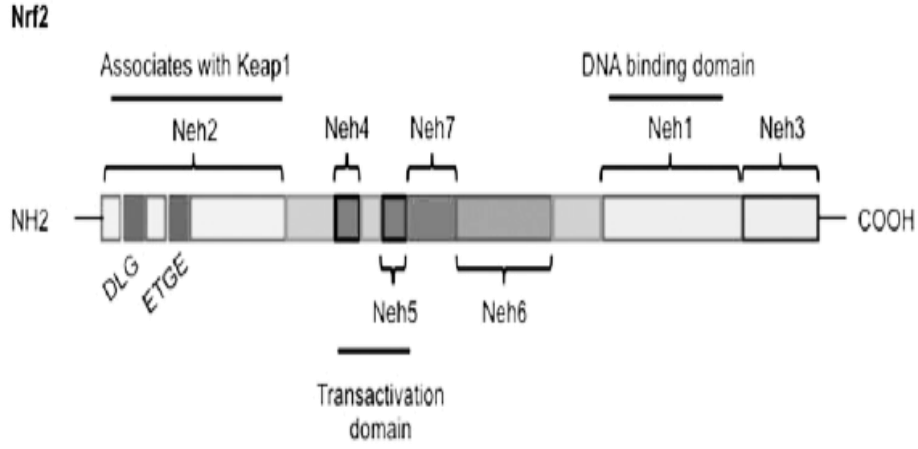 Nrf2
Associates with Keap1
DNA binding domain
Neh2
Neh4
Neh7
Neh1
Neh3
NH2
COOH
DLG
ETGE
Neh5
Neh6
Transactivation
domain